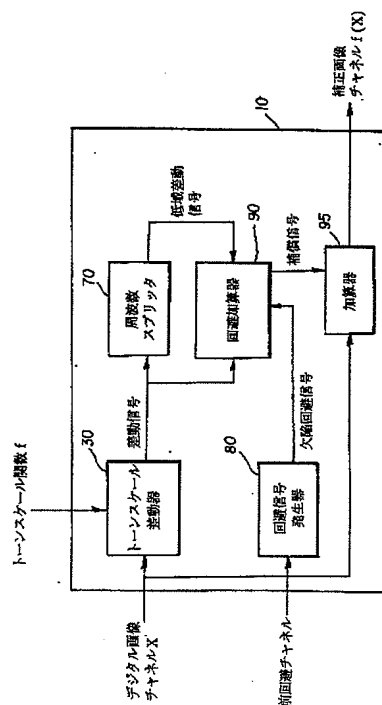 トーンスケール関数 f
デジタル画像
チャネル X
前回避チャネル
30
トーンスケール
差動器
差動信号
70
周波数
スプリッタ
低域差動
信号
80
回避信号
発生器
欠陥回避信号
90
回避加算器
補償信号
95
加算器
10
補正画像
チャネル f (X)